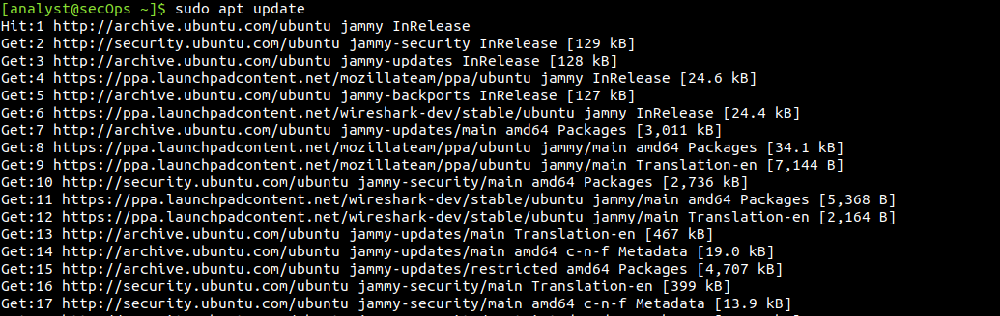 [analyst@secOps ~]$ sudo apt update
Hit:1 http://archive.ubuntu.com/ubuntu jammy InRelease
Get:2 http://security.ubuntu.com/ubuntu jammy-security InRelease [129 kB]
Get:3 http://archive.ubuntu.com/ubuntu jammy-updates InRelease [128 kB]
Get:4 https://ppa.launchpadcontent.net/mozillateam/ppa/ubuntu jammy InRelease [24.6 kB]
Get:5 http://archive.ubuntu.com/ubuntu jammy-backports InRelease [127 kB]
Get:6 https://ppa.launchpadcontent.net/wireshark-dev/stable/ubuntu jammy InRelease [24.4 kB]
Get:7 http://archive.ubuntu.com/ubuntu jammy-updates/main amd64 Packages [3,011 kB]
Get:8 https://ppa.launchpadcontent.net/mozillateam/ppa/ubuntu jammy/main amd64 Packages [34.1 kB]
Get:9 https://ppa.launchpadcontent.net/mozillateam/ppa/ubuntu jammy/main Translation-en [7,144 B]
Get:10 http://security.ubuntu.com/ubuntu jammy-security/main amd64 Packages [2,736 kB]
Get:11 https://ppa.launchpadcontent.net/wireshark-dev/stable/ubuntu jammy/main amd64 Packages [5,368 B]
Get:12 https://ppa.launchpadcontent.net/wireshark-dev/stable/ubuntu jammy/main Translation-en [2,164 B]
Get:13 http://archive.ubuntu.com/ubuntu jammy-updates/main Translation-en [467 kB]
Get:14 http://archive.ubuntu.com/ubuntu jammy-updates/main amd64 c-n-f Metadata [19.0 kB]
Get:15 http://archive.ubuntu.com/ubuntu jammy-updates/restricted amd64 Packages [4,707 kB]
Get:16 http://security.ubuntu.com/ubuntu jammy-security/main Translation-en [399 kB]
Get:17 http://security.ubuntu.com/ubuntu jammy-security/main amd64 c-n-f Metadata [13.9 kB]